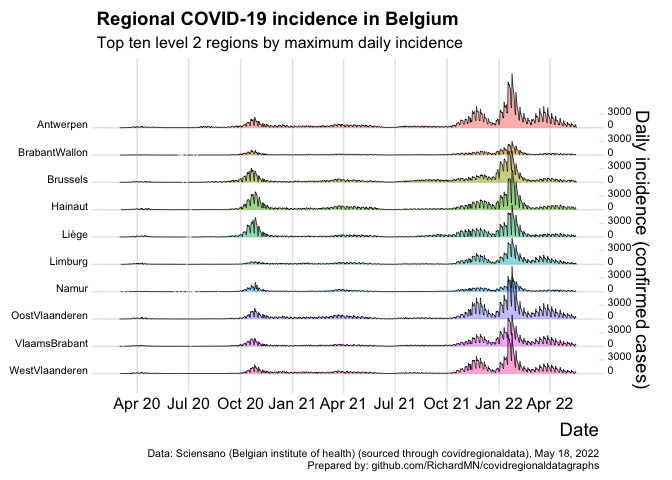 Regional COVID-19 incidence in Belgium
Top ten level 2 regions by maximum daily incidence
Antwerpen
3000
0
BrabantWallon
3000
0
Brussels
3000
0
Hainaut
3000
0
Liège
3000
0
Limburg
3000
0
Namur
3000
0
OostVlaanderen
3000
0
VlaamsBrabant
3000
0
WestVlaanderen
3000
0
Daily incidence (confirmed cases)
Apr 20 Jul 20 Oct 20 Jan 21 Apr 21 Jul 21 Oct 21 Jan 22 Apr 22
Date
Data: Sciensano (Belgian institute of health) (sourced through covidregionaldata), May 18, 2022
Prepared by: github.com/RichardMN/covidregionaldatagraphs